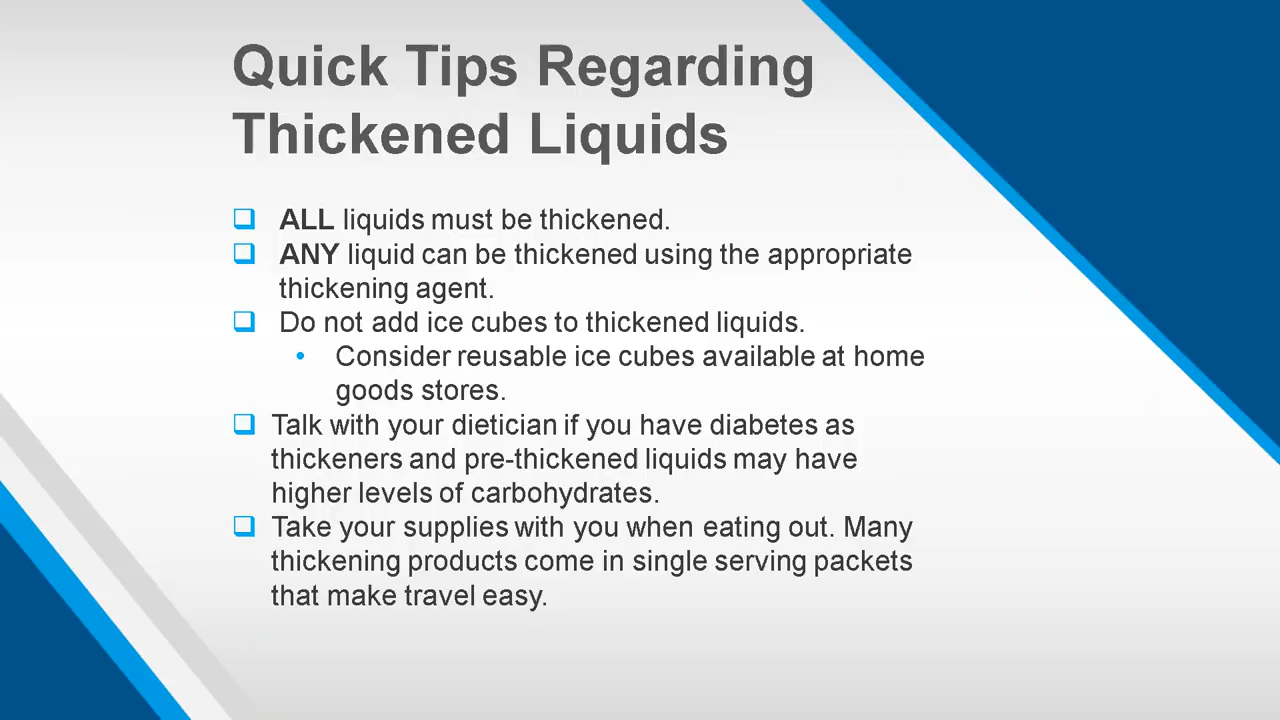 Quick Tips Regarding
Thickened Liquids
❑ ALL liquids must be thickened.
❑ ANY liquid can be thickened using the appropriate
thickening agent.
❑ Do not add ice cubes to thickened liquids.
• Consider reusable ice cubes available at home
goods stores.
❑ Talk with your dietician if you have diabetes as
thickeners and pre-thickened liquids may have
higher levels of carbohydrates.
❑ Take your supplies with you when eating out. Many
thickening products come in single serving packets
that make travel easy.